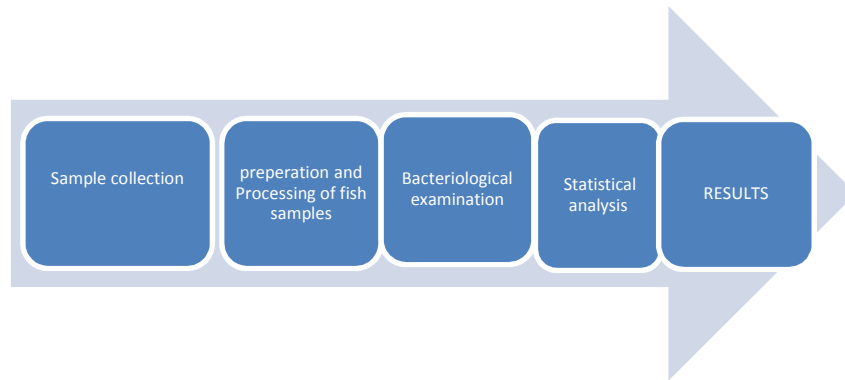 Sample collection
preperation and
Processing of fish
samples
Bacteriological
examination
Statistical
analysis
RESULTS